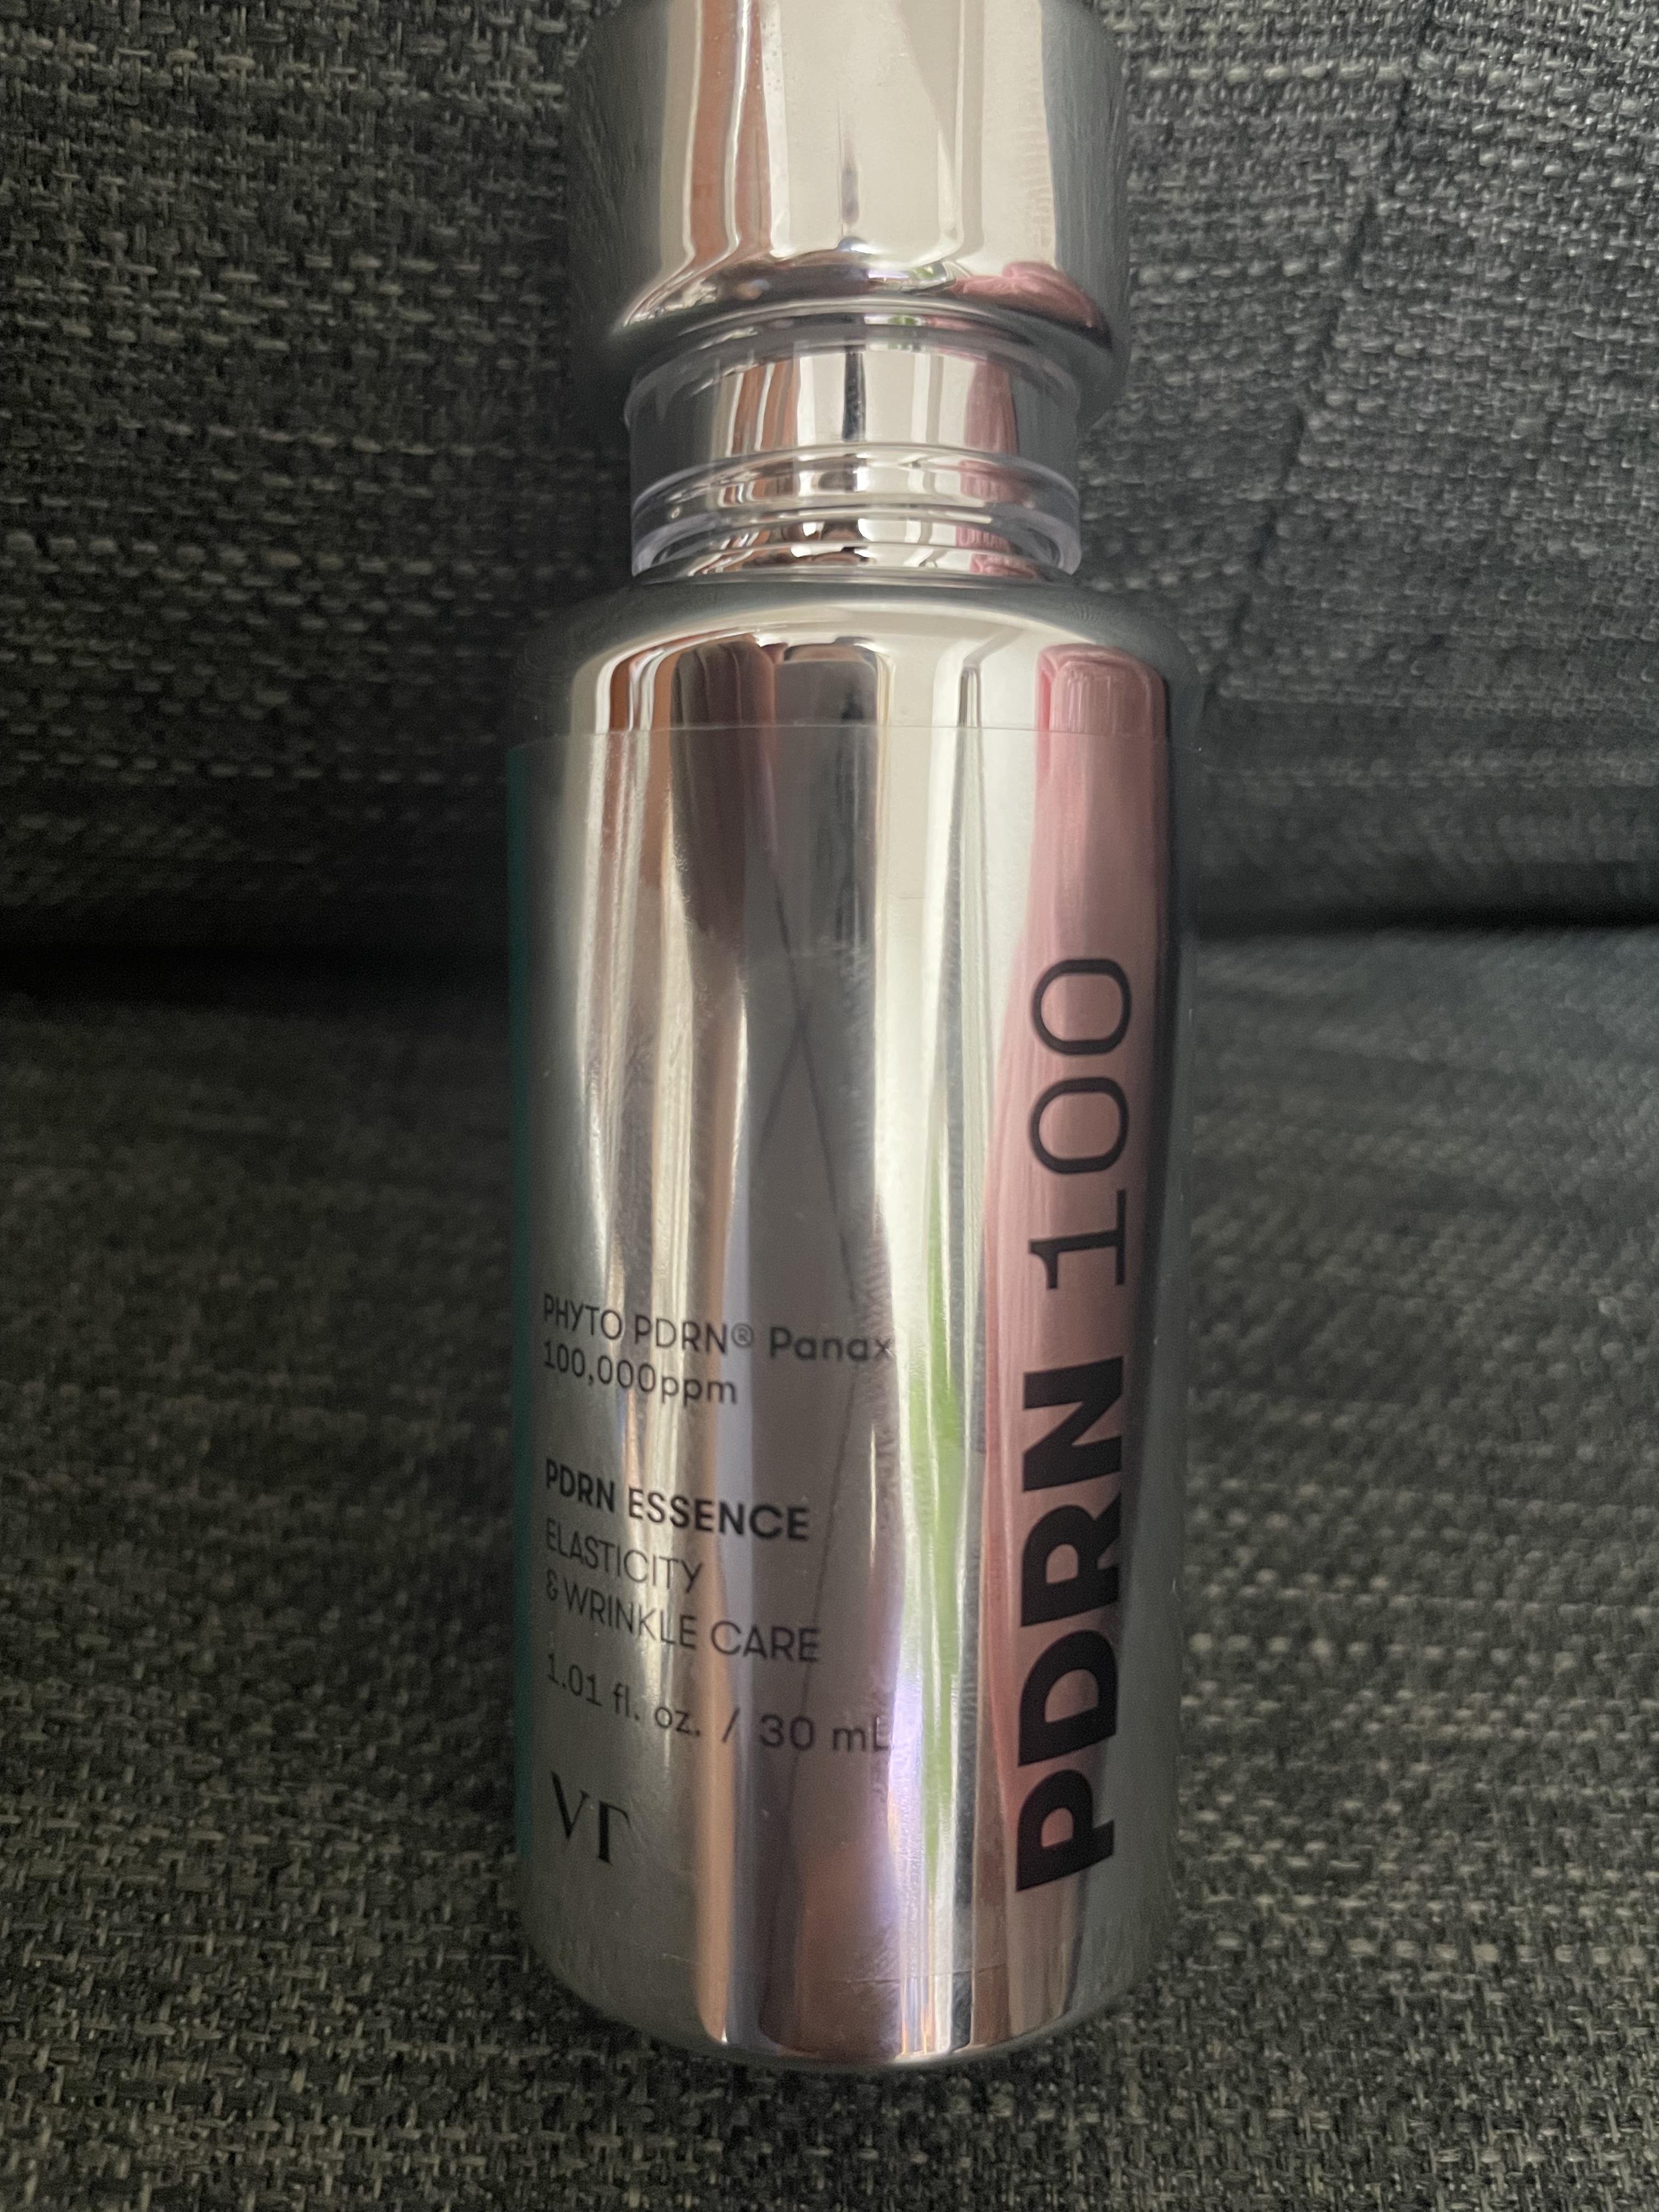 PHYTO PDRN® Panax
100,000ppm
PDRN ESSENCE
ELASTICITY
& WRINKLE CARE
1.01 fl. oz. / 30 mL
VT
PDRN 100